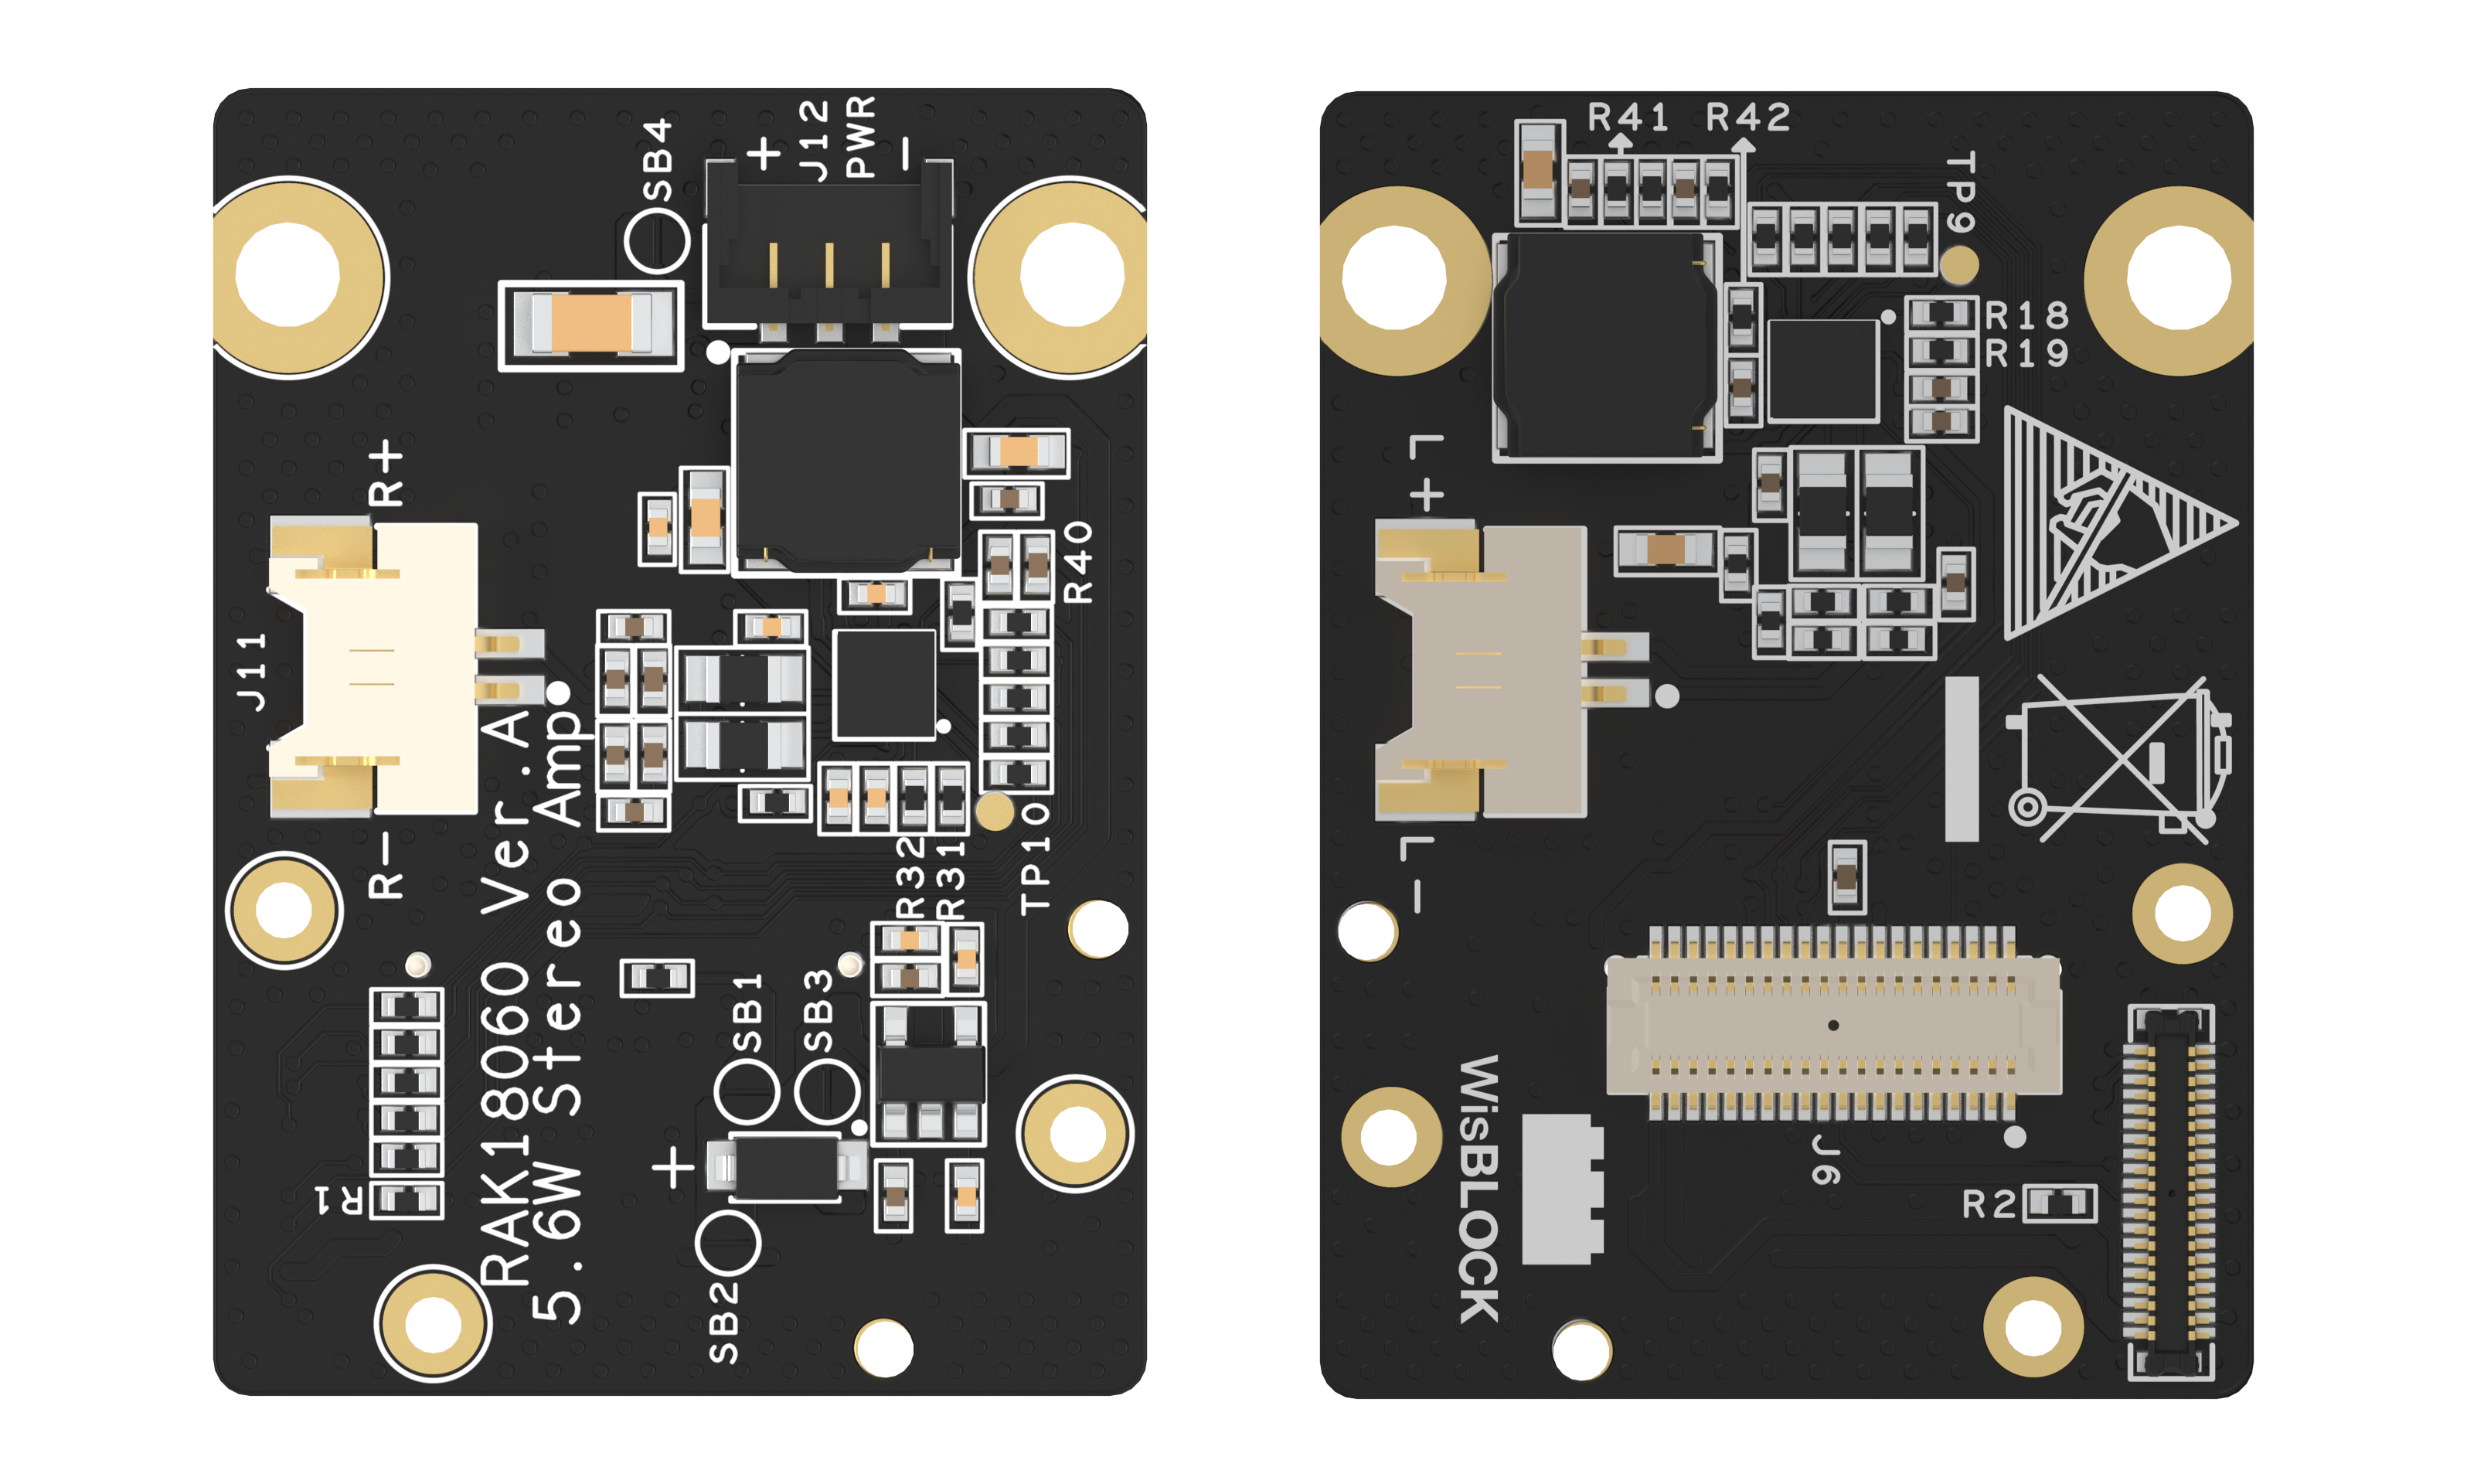 SB4
+
J12
PWR
-
R+
J11
R-
R40
TP10
R32
R31
RAK18060 Ver.A
5.6W Stereo Amp
SB1
SB3
+
SB2
R1
R41
R42
TP9
R18
R19
L+
L-
J6
R2
WisBLOCK